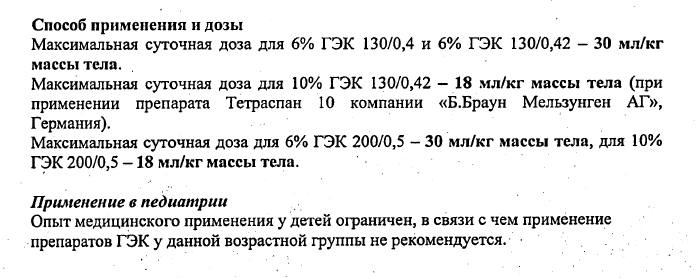 Способ применения и дозы
Максимальная суточная доза для 6% ГЭК 130/0,4 и 6% ГЭК 130/0,42 – 30 мл/кг
массы тела.
Максимальная суточная доза для 10% ГЭК 130/0,42 – 18 мл/кг массы тела (при
применении препарата Тетраспан 10 компании «Б.Браун Мельзунген АГ»,
Германия).
Максимальная суточная доза для 6% ГЭК 200/0,5 – 30 мл/кг массы тела, для 10%
ГЭК 200/0,5 – 18 мл/кг массы тела.
Применение в педиатрии
Опыт медицинского применения у детей ограничен, в связи с чем применение
препаратов ГЭК у данной возрастной группы не рекомендуется.